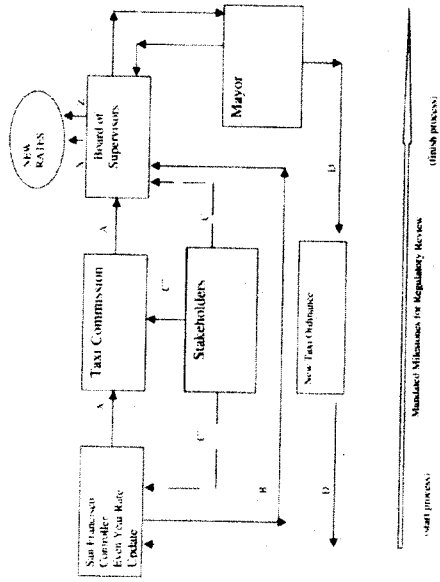 NEW
RATES
X
Z
Board of
Supervisors
Mayor
A
Taxi Commission
A
San Francisco
Controller
Even Year Rate
Update
Stakeholders
C
C
C
B
D
New Taxi Ordinance
D
Mandated Milestones for Regulatory Review
(start process)
(finish process)